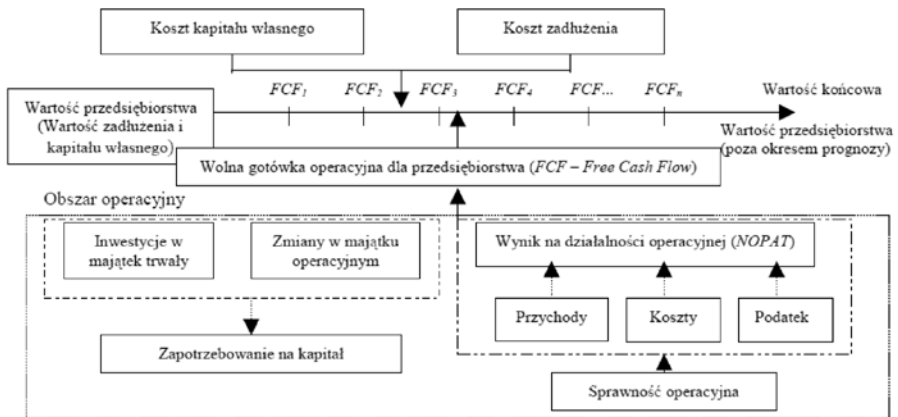 Koszt kapitału własnego
Koszt zadłużenia
FCF1
FCF2
FCF3
FCF4
FCF...
FCFn
Wartość końcowa
Wartość przedsiębiorstwa
(Wartość zadłużenia i
kapitału własnego)
Wartość przedsiębiorstwa
(poza okresem prognozy)
Wolna gotówka operacyjna dla przedsiębiorstwa (FCF – Free Cash Flow)
Obszar operacyjny
Inwestycje w
majątek trwały
Zmiany w majątku
operacyjnym
Wynik na działalności operacyjnej (NOPAT)
Przychody
Koszty
Podatek
Zapotrzebowanie na kapitał
Sprawność operacyjna